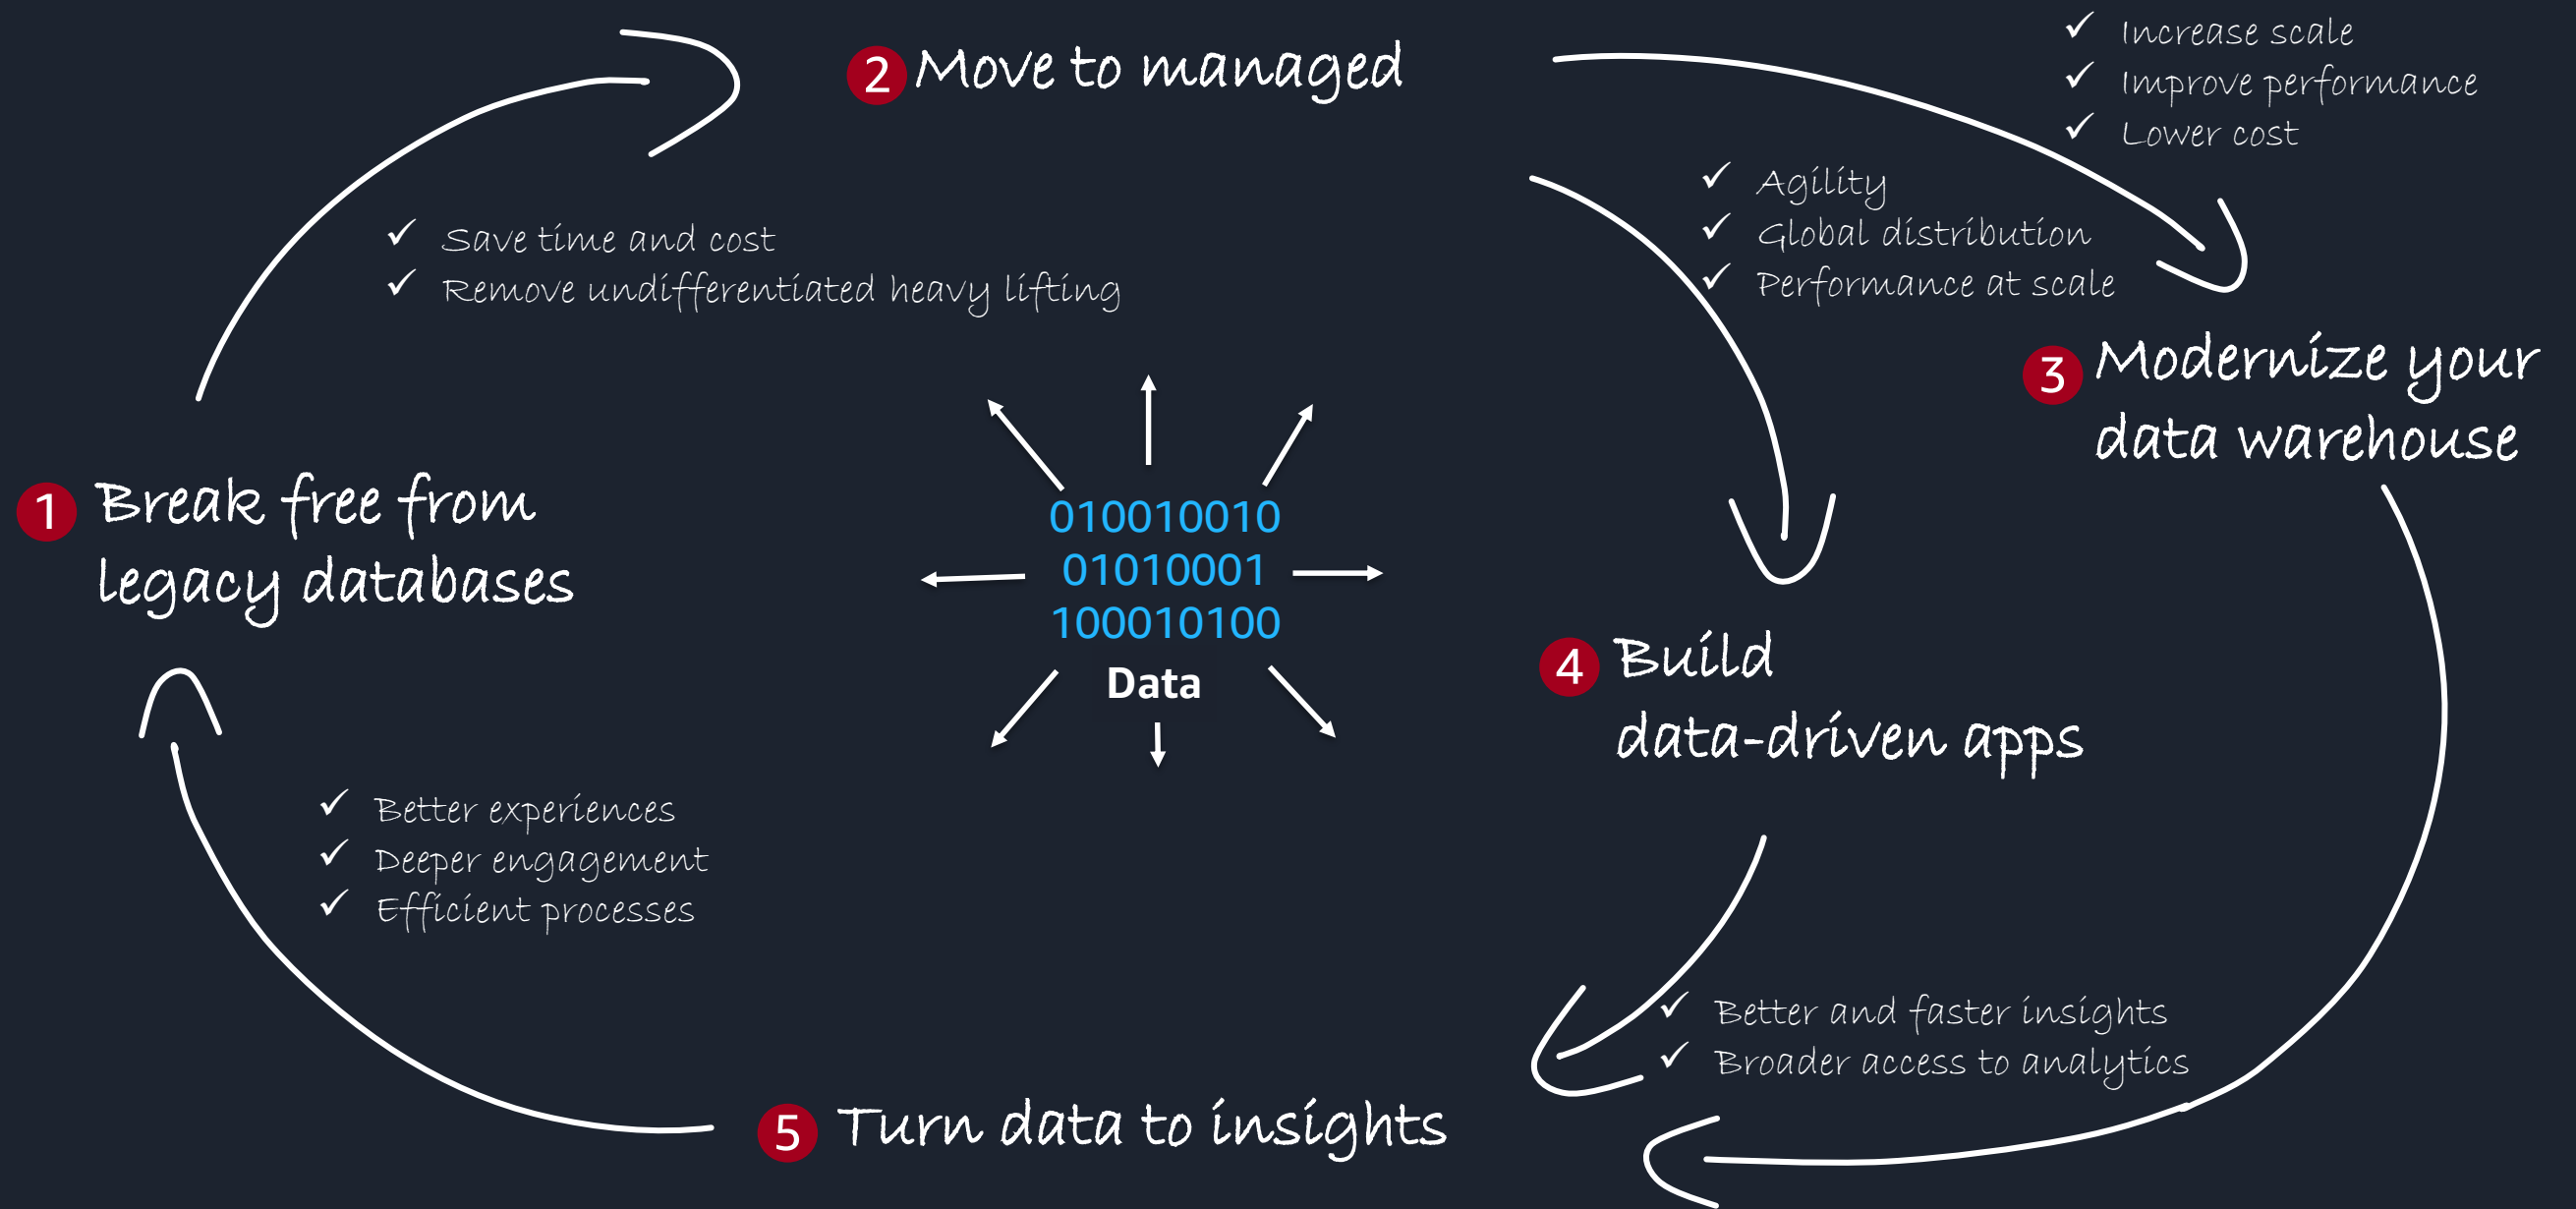 2 Move to managed
✓ Increase scale
✓ Improve performance
✓ Lower cost
✓ Agility
✓ Global distribution
✓ Performance at scale
✓ Save time and cost
✓ Remove undifferentiated heavy lifting
3 Modernize your
data warehouse
1 Break free from
legacy databases
010010010
01010001
100010100
Data
4 Build
data-driven apps
✓ Better experiences
✓ Deeper engagement
✓ Efficient processes
✓ Better and faster insights
✓ Broader access to analytics
5 Turn data to insights